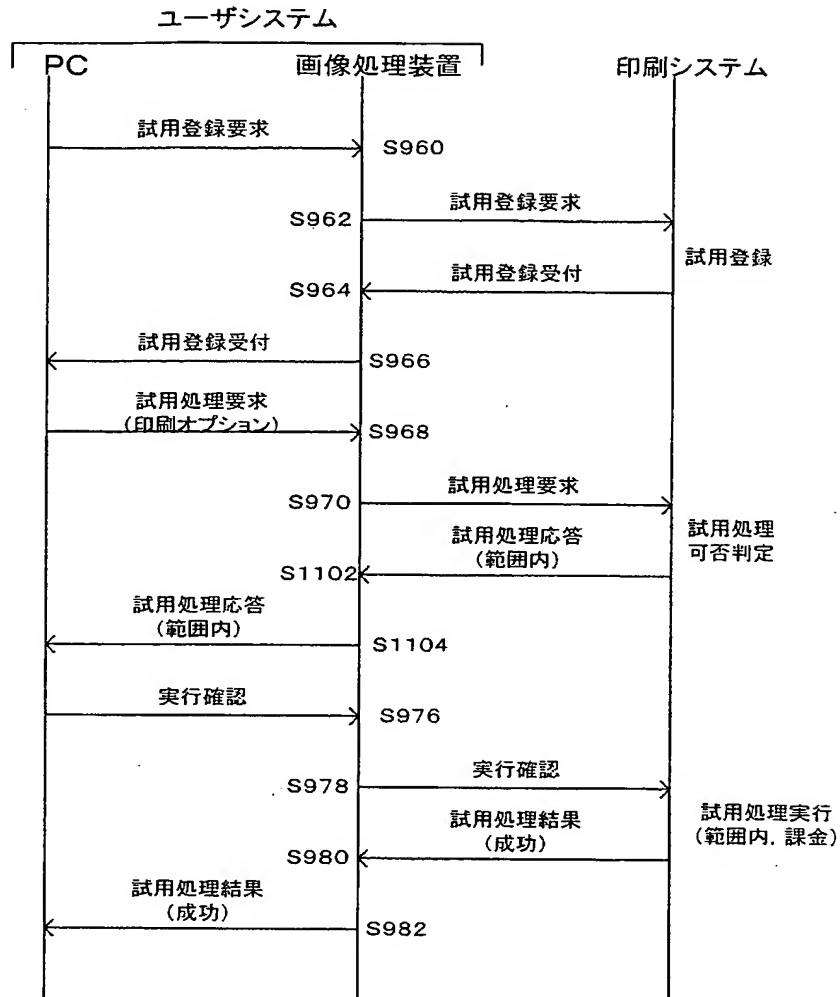 ユーザシステム
PC
画像処理装置
印刷システム
試用登録要求
S960
S962
試用登録要求
試用登録
S964
試用登録受付
試用登録受付
S966
試用処理要求
(印刷オプション)
S968
S970
試用処理要求
試用処理
可否判定
試用処理応答
(範囲内)
S1102
試用処理応答
(範囲内)
S1104
実行確認
S976
S978
実行確認
試用処理実行
(範囲内, 課金)
試用処理結果
(成功)
S980
試用処理結果
(成功)
S982